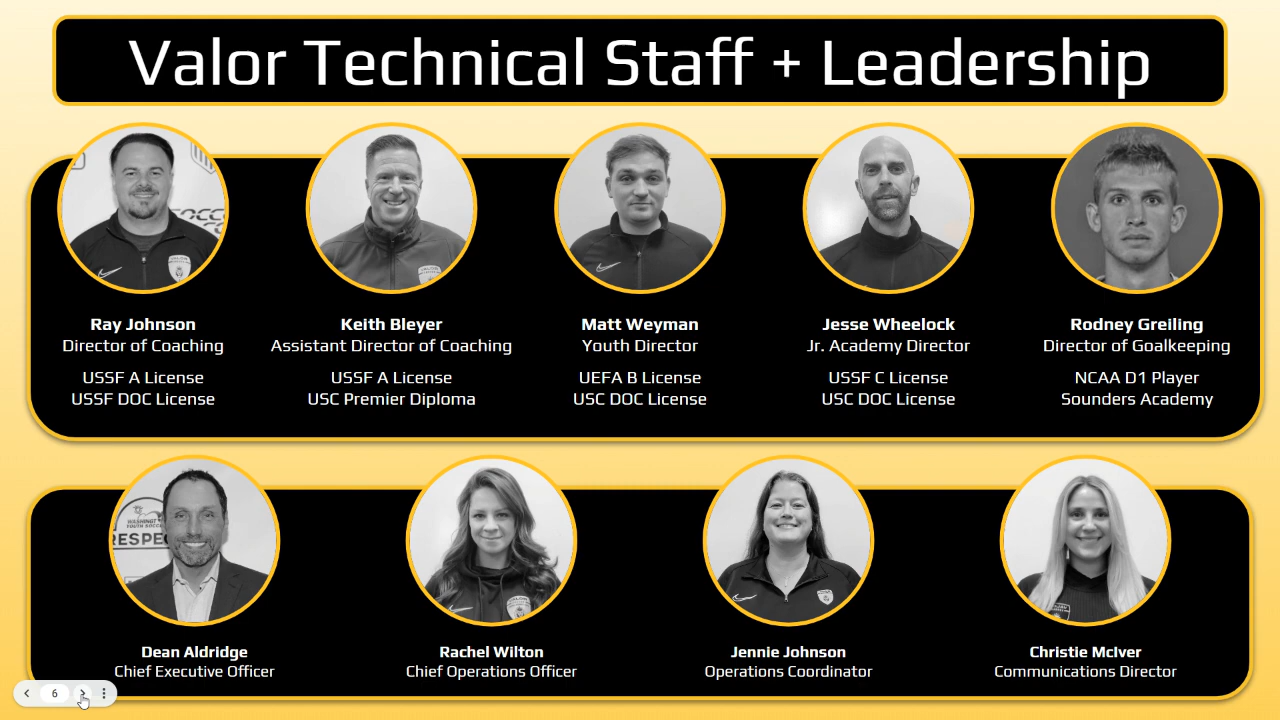 Valor Technical Staff + Leadership
Ray Johnson
Director of Coaching
USSF A License
USSF DOC License
Keith Bleyer
Assistant Director of Coaching
USSF A License
USC Premier Diploma
Matt Weyman
Youth Director
UEFA B License
USC DOC License
Jesse Wheelock
Jr. Academy Director
USSF C License
USC DOC License
Rodney Greiling
Director of Goalkeeping
NCAA D1 Player
Sounders Academy
RESPE
Dean Aldridge
Chief Executive Officer
Rachel Wilton
Chief Operations Officer
Jennie Johnson
Operations Coordinator
Christie McIver
Communications Director
6